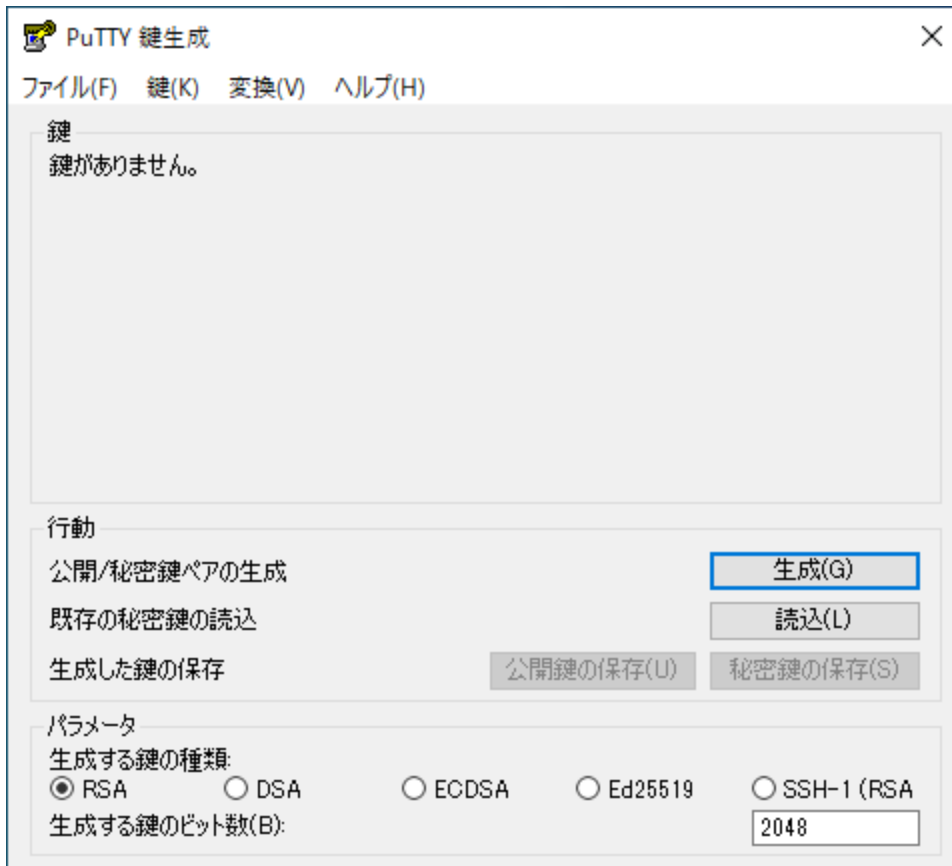 PuTTY 鍵生成
ファイル(F) 鍵(K) 変換(V) ヘルプ(H)
鍵
鍵がありません。
行動
公開/秘密鍵ペアの生成 生成(G)
既存の秘密鍵の読込 読込(L)
生成した鍵の保存 公開鍵の保存(U) 秘密鍵の保存(S)
パラメータ
生成する鍵の種類:
RSA DSA ECDSA Ed25519 SSH-1 (RSA
生成する鍵のビット数(B): 2048